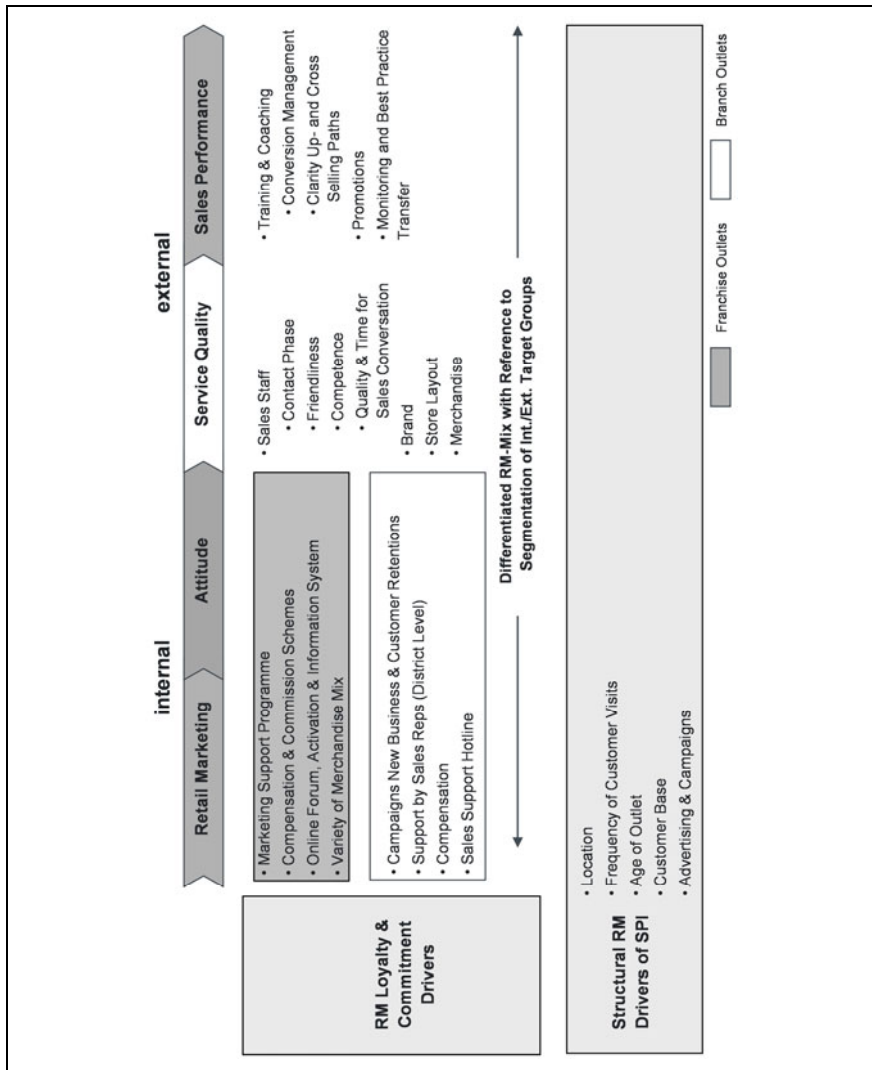 internal
external
Retail Marketing
Attitude
Service Quality
Sales Performance
RM Loyalty &
Commitment
Drivers
• Marketing Support Programme
• Compensation & Commission Schemes
• Online Forum, Activation & Information System
• Variety of Merchandise Mix
• Campaigns New Business & Customer Retentions
• Support by Sales Reps (District Level)
• Compensation
• Sales Support Hotline
• Sales Staff
• Contact Phase
• Friendliness
• Competence
• Quality & Time for
Sales Conversation
• Brand
• Store Layout
• Merchandise
• Training & Coaching
• Conversion Management
• Clarity Up- and Cross
Selling Paths
• Promotions
• Monitoring and Best Practice
Transfer
Differentiated RM-Mix with Reference to
Segmentation of Int./Ext. Target Groups
Structural RM
Drivers of SPI
• Location
• Frequency of Customer Visits
• Age of Outlet
• Customer Base
• Advertising & Campaigns
Franchise Outlets
Branch Outlets